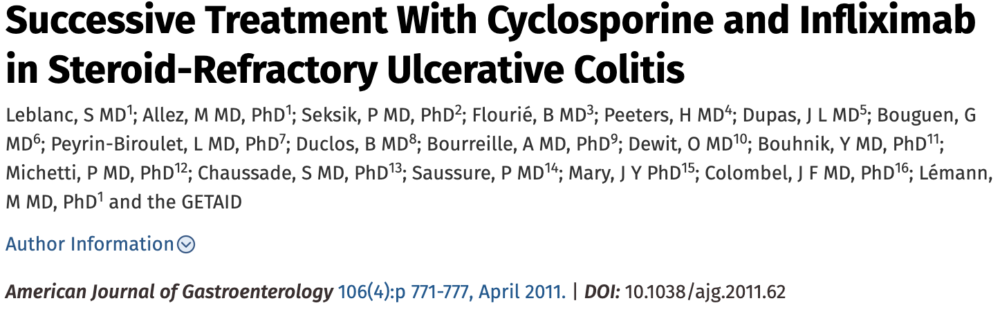 Successive Treatment With Cyclosporine and Infliximab
in Steroid-Refractory Ulcerative Colitis
Leblanc, S MD1; Allez, M MD, PhD1; Seksik, P MD, PhD2; Flourié, B MD3; Peeters, H MD4; Dupas, J L MD5; Bouguen, G
MD6; Peyrin-Biroulet, L MD, PhD7; Duclos, B MD8; Bourreille, A MD, PhD9; Dewit, O MD10; Bouhnik, Y MD, PhD11;
Michetti, P MD, PhD12; Chaussade, S MD, PhD13; Saussure, P MD14; Mary, J Y PhD15; Colombel, J F MD, PhD16; Lémann,
M MD, PhD1 and the GETAID
Author Information
American Journal of Gastroenterology 106(4):p 771-777, April 2011. | DOI: 10.1038/ajg.2011.62